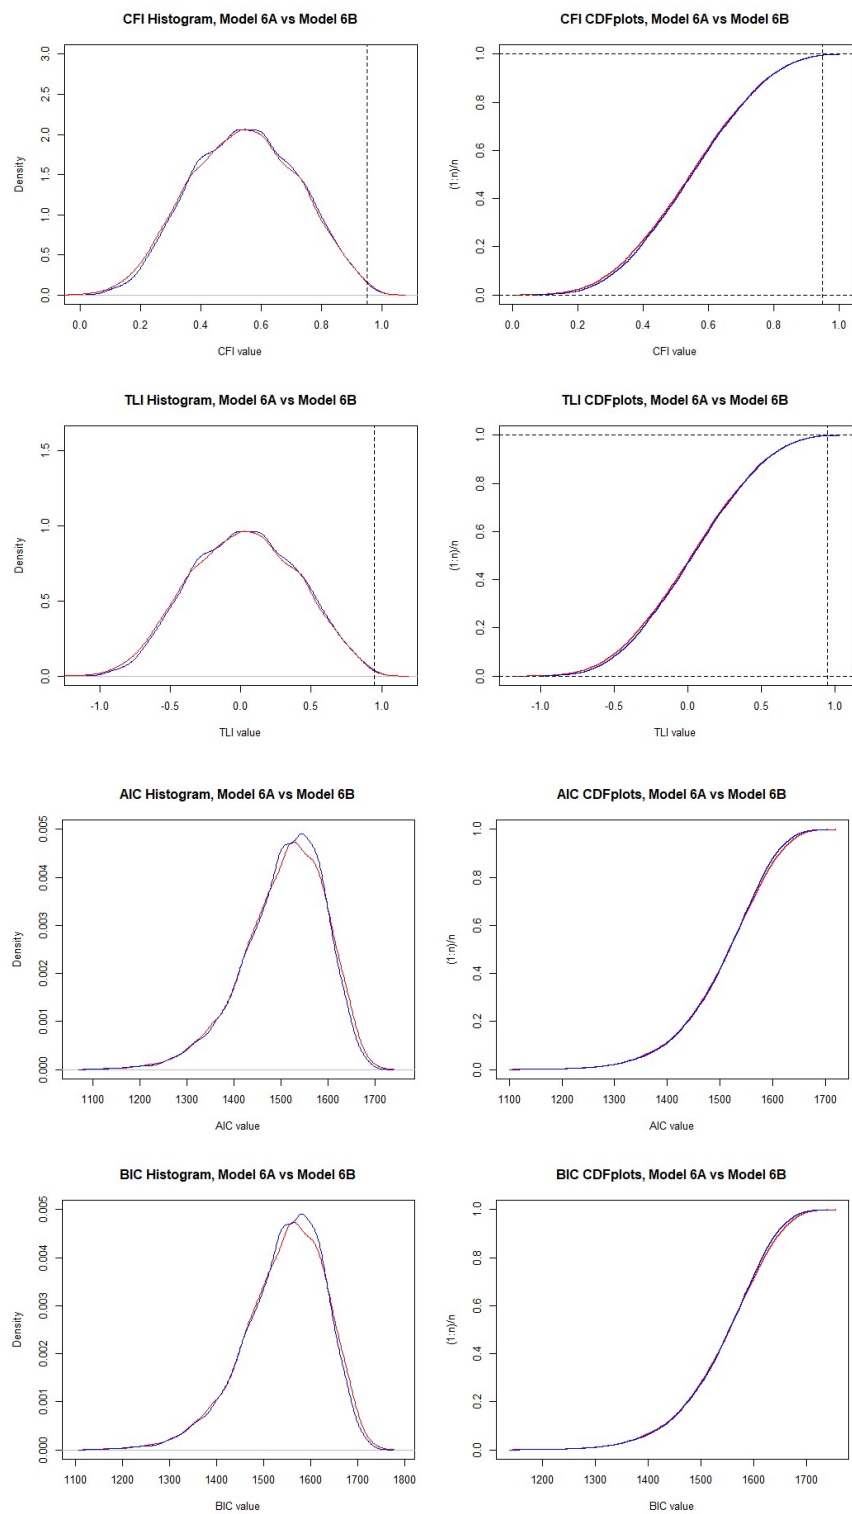 CFI Histogram, Model 6A vs Model 6B
Density
0.0 0.5 1.0 1.5 2.0 2.5 3.0
0.0 0.2 0.4 0.6 0.8 1.0
CFI value
CFI CDFplots, Model 6A vs Model 6B
(1:n)/n
0.0 0.2 0.4 0.6 0.8 1.0
0.0 0.2 0.4 0.6 0.8 1.0
CFI value
TLI Histogram, Model 6A vs Model 6B
Density
0.0 0.5 1.0 1.5
-1.0 -0.5 0.0 0.5 1.0
TLI value
TLI CDFplots, Model 6A vs Model 6B
(1:n)/n
0.0 0.2 0.4 0.6 0.8 1.0
-1.0 -0.5 0.0 0.5 1.0
TLI value
AIC Histogram, Model 6A vs Model 6B
Density
0.000 0.001 0.002 0.003 0.004 0.005
1100 1200 1300 1400 1500 1600 1700
AIC value
AIC CDFplots, Model 6A vs Model 6B
(1:n)/n
0.0 0.2 0.4 0.6 0.8 1.0
1100 1200 1300 1400 1500 1600 1700
AIC value
BIC Histogram, Model 6A vs Model 6B
Density
0.000 0.001 0.002 0.003 0.004 0.005
1100 1200 1300 1400 1500 1600 1700 1800
BIC value
BIC CDFplots, Model 6A vs Model 6B
(1:n)/n
0.0 0.2 0.4 0.6 0.8 1.0
1200 1300 1400 1500 1600 1700
BIC value